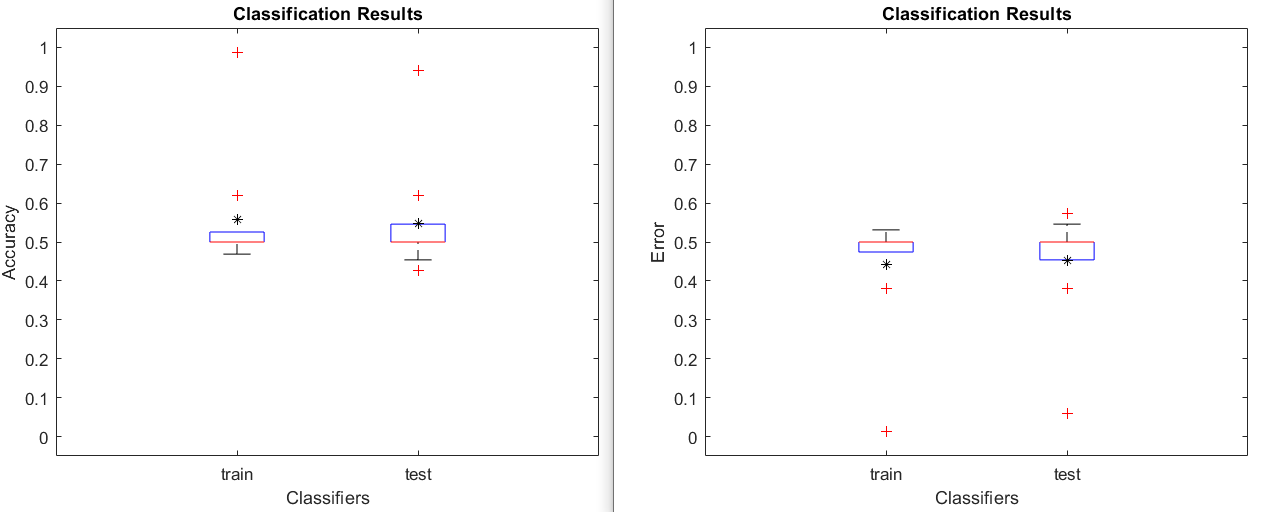 Classification Results
1
0.9
0.8
0.7
0.6
0.5
0.4
0.3
0.2
0.1
0
Accuracy
train test
Classifiers
Classification Results
1
0.9
0.8
0.7
0.6
0.5
0.4
0.3
0.2
0.1
0
Error
train test
Classifiers